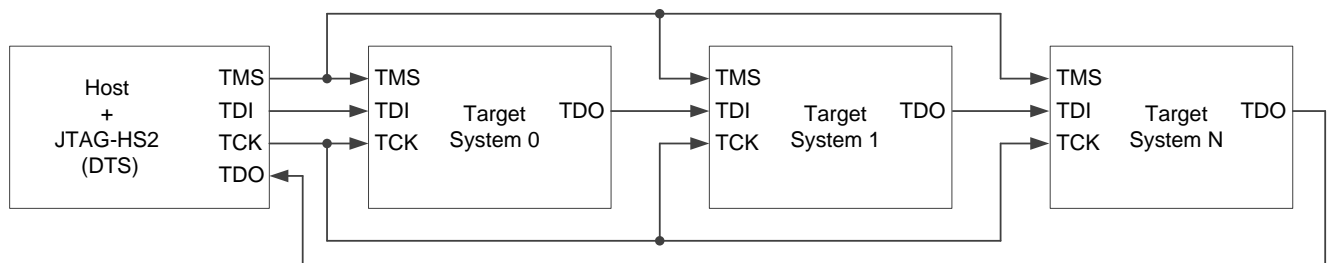 Host
+
JTAG-HS2
(DTS)
TMS
TDI
TCK
TDO
TMS
TDI
TCK
Target
System 0
TDO
TMS
TDI
TCK
Target
System 1
TDO
TMS
TDI
TCK
Target
System N
TDO